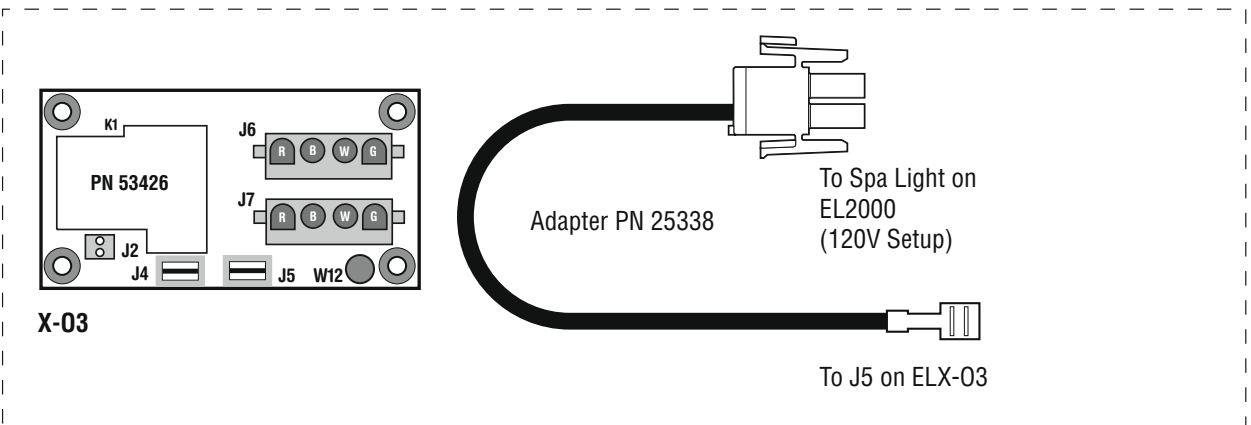 K1
J6
R B W G
PN 53426
J7
R B W G
J2
J4
J5
W12
X-03
Adapter PN 25338
To Spa Light on
EL2000
(120V Setup)
To J5 on ELX-03